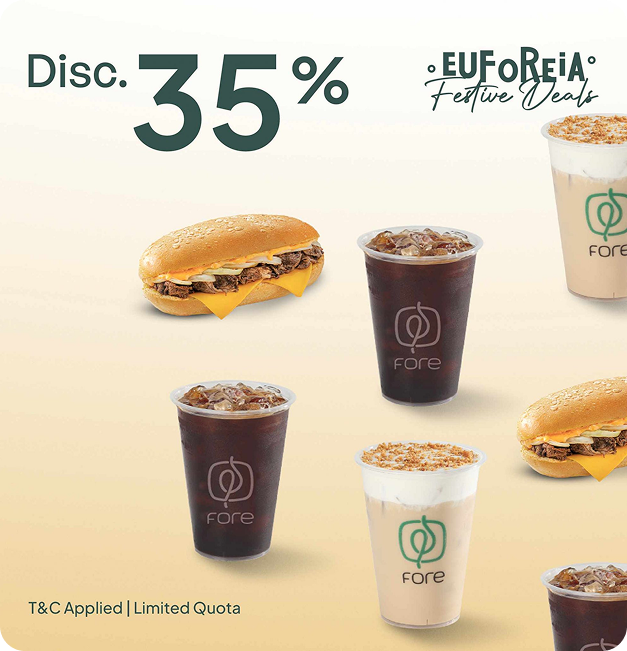 Disc. 35%
EUFOREiA
Festive Deals
FORE
FORE
FORE
FORE
T&C Applied | Limited Quota